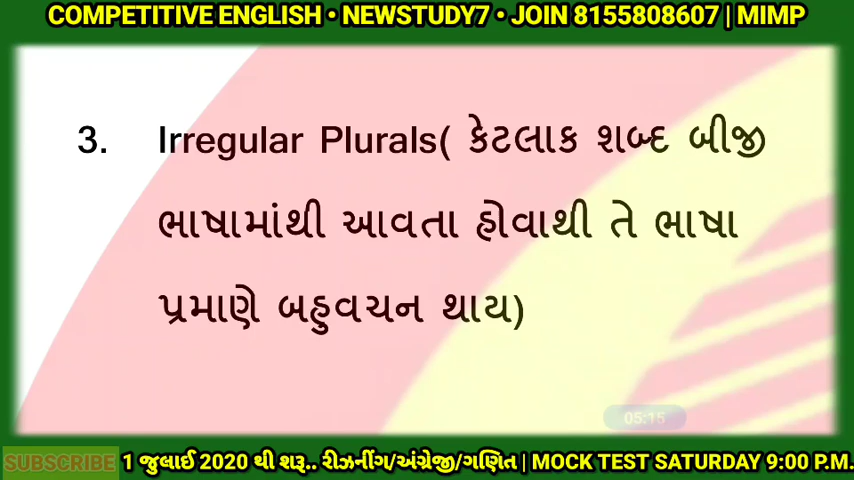 COMPETITIVE ENGLISH • NEWSTUDY7 • JOIN 8155808607 | MIMP
3. Irregular Plurals( કેટલાક શબ્દ બીજી
ભાષામાંથી આવતા હોવાથી તે ભાષા
પ્રમાણે બહુવચન થાય)
05:15
SUBSCRIBE 1 જુલાઈ 2020 થી શરૂ.. રીઝનીંગ/અંગ્રેજી/ગણિત | MOCK TEST SATURDAY 9:00 P.M.